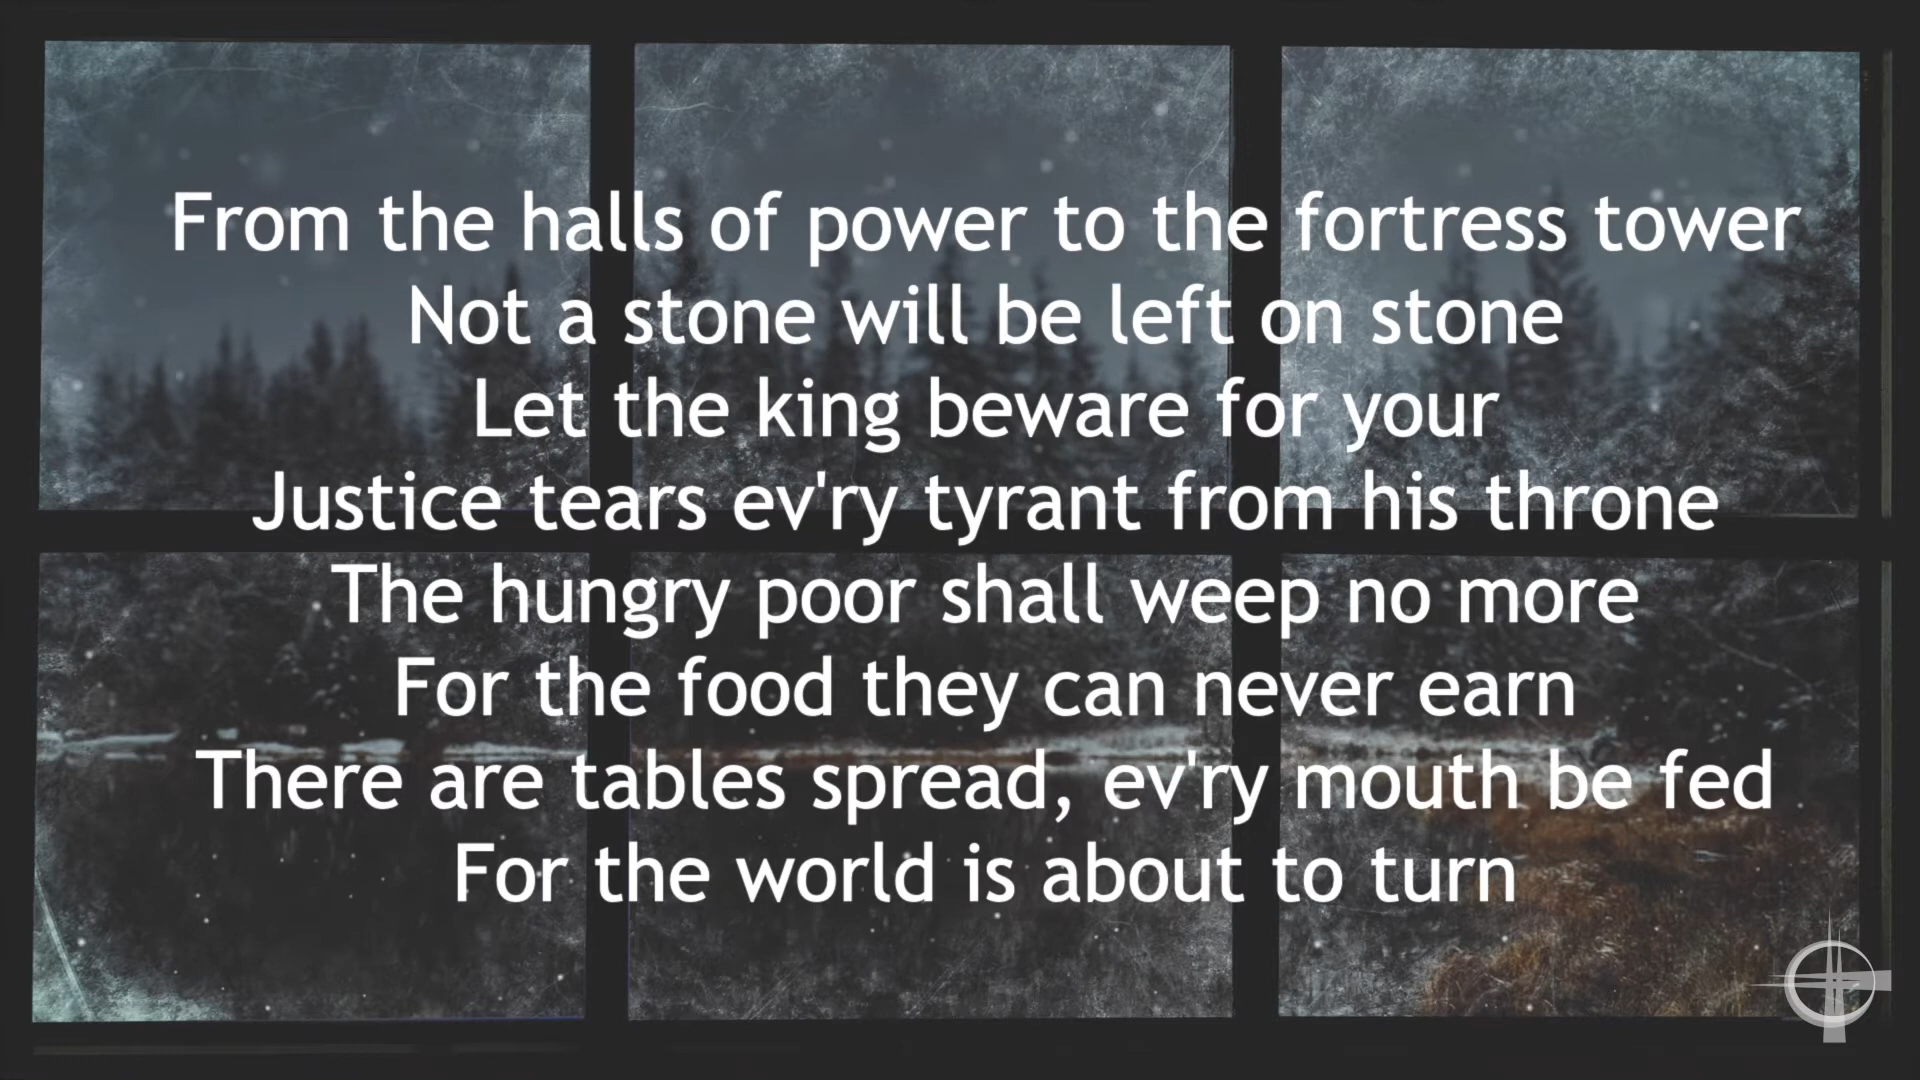 From the halls of power to the fortress tower
Not a stone will be left on stone
Let the king beware for your
Justice tears ev'ry tyrant from his throne
The hungry poor shall weep no more
For the food they can never earn
There are tables spread, ev'ry mouth be fed
For the world is about to turn